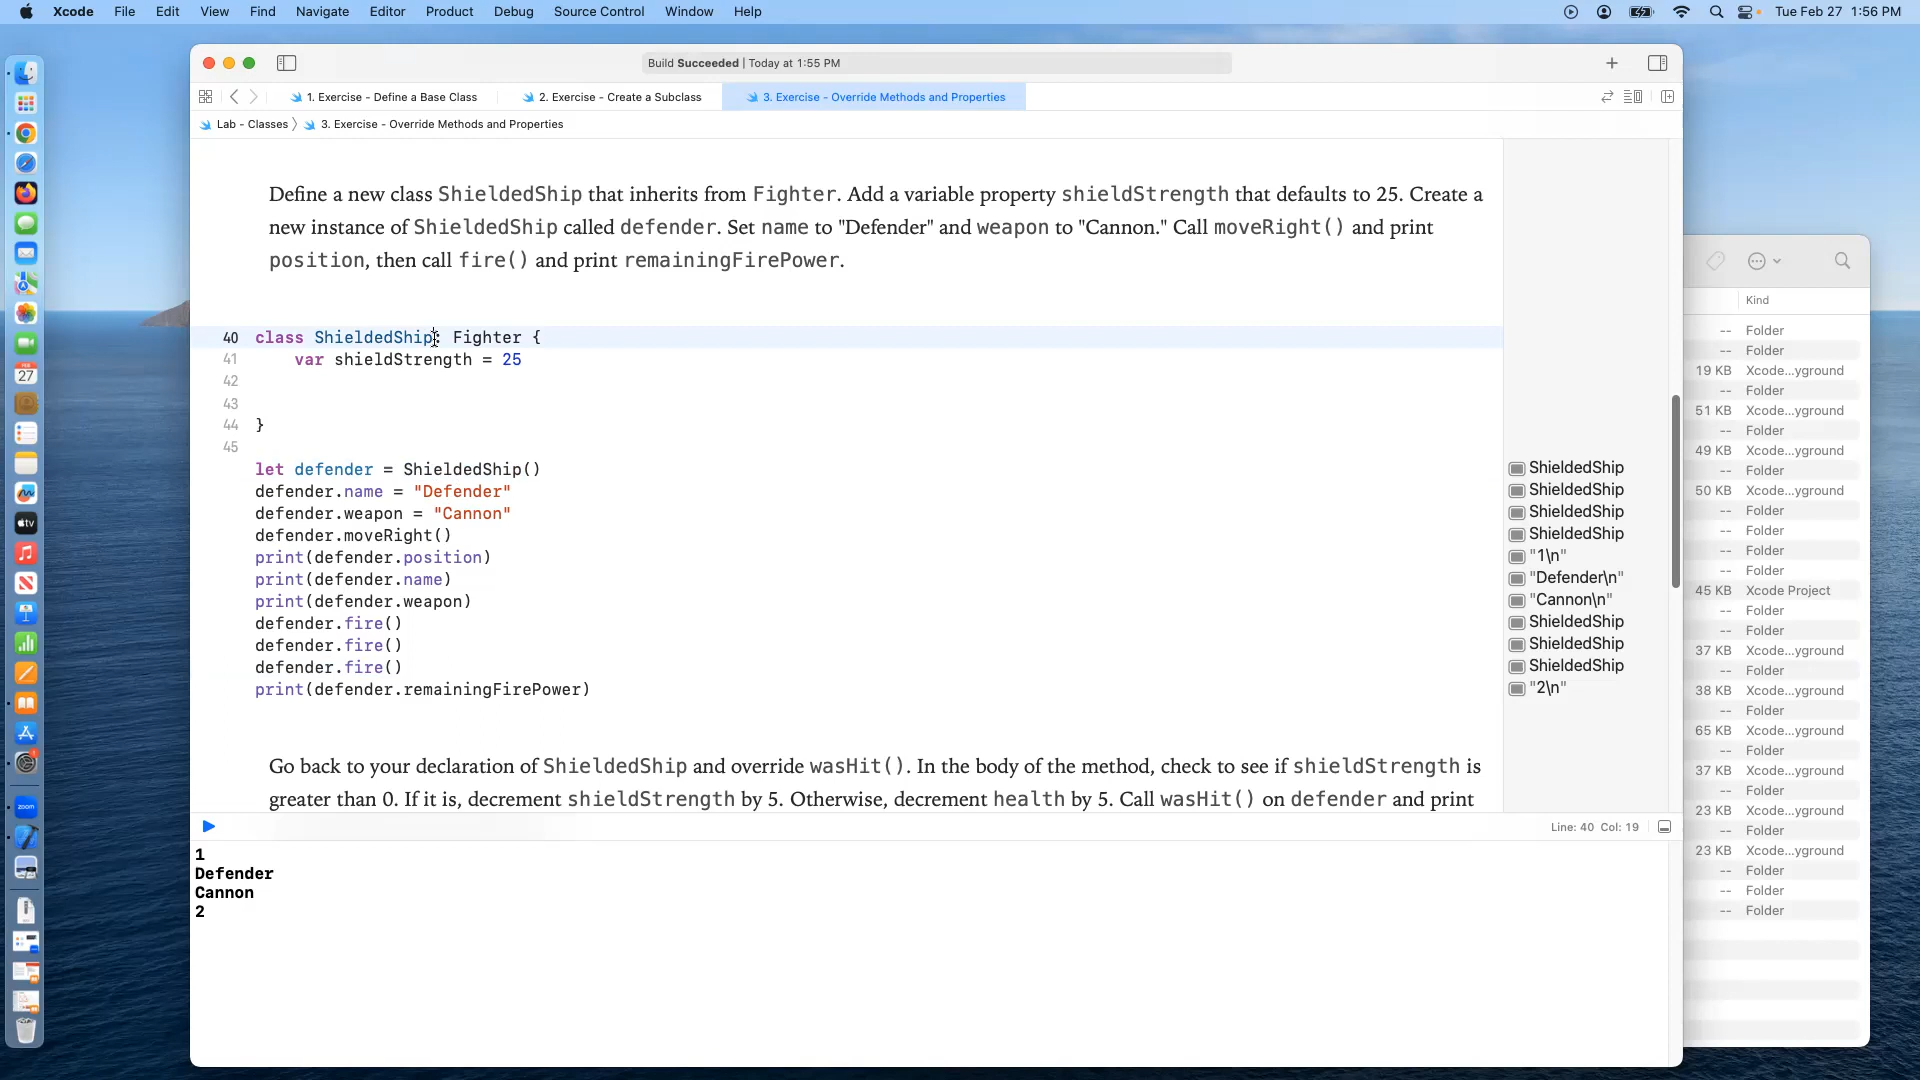 Xcode File Edit View Find Navigate Editor Product Debug Source Control Window Help Tue Feb 27 1:56 PM
Build Succeeded | Today at 1:55 PM
1. Exercise - Define a Base Class 2. Exercise - Create a Subclass 3. Exercise - Override Methods and Properties
Lab - Classes 〉 3. Exercise - Override Methods and Properties
Define a new class ShieldedShip that inherits from Fighter. Add a variable property shieldStrength that defaults to 25. Create a
new instance of ShieldedShip called defender. Set name to "Defender" and weapon to "Cannon." Call moveRight() and print
position, then call fire() and print remainingFirePower.
40 class ShieldedShip: Fighter {
41 var shieldStrength = 25
42
43
44 }
45
let defender = ShieldedShip() ShieldedShip
defender.name = "Defender" ShieldedShip
defender.weapon = "Cannon" ShieldedShip
defender.moveRight() ShieldedShip
print(defender.position) "1\n"
print(defender.name) "Defender\n"
print(defender.weapon) "Cannon\n"
defender.fire() ShieldedShip
defender.fire() ShieldedShip
defender.fire() ShieldedShip
print(defender.remainingFirePower) "2\n"
Go back to your declaration of ShieldedShip and override wasHit(). In the body of the method, check to see if shieldStrength is
greater than 0. If it is, decrement shieldStrength by 5. Otherwise, decrement health by 5. Call wasHit() on defender and print
Line: 40 Col: 19
1
Defender
Cannon
2
Kind
-- Folder
-- Folder
19 KB Xcode...yground
-- Folder
51 KB Xcode...yground
-- Folder
49 KB Xcode...yground
-- Folder
50 KB Xcode...yground
-- Folder
-- Folder
-- Folder
-- Folder
45 KB Xcode Project
-- Folder
-- Folder
37 KB Xcode...yground
-- Folder
38 KB Xcode...yground
-- Folder
65 KB Xcode...yground
-- Folder
37 KB Xcode...yground
-- Folder
23 KB Xcode...yground
-- Folder
23 KB Xcode...yground
-- Folder
-- Folder
-- Folder
27
tv
zoom